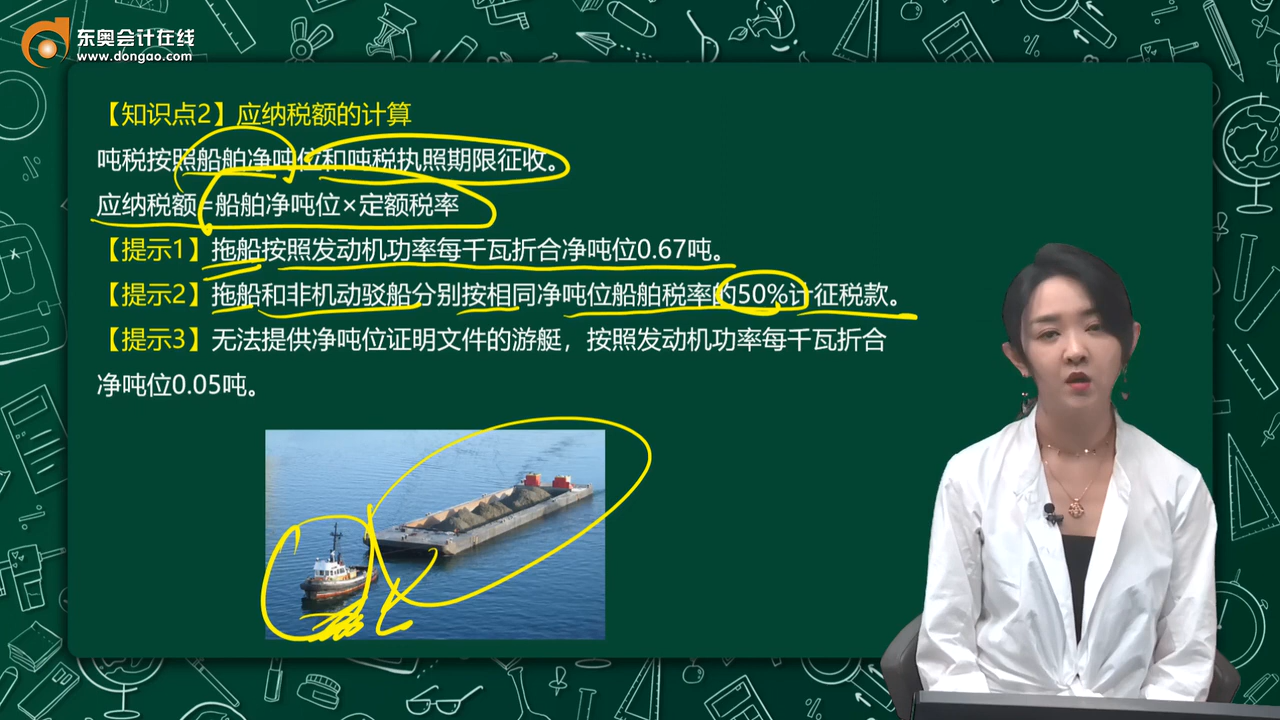 东奥会计在线
www.dongao.com
【知识点2】应纳税额的计算
吨税按照船舶净吨位和吨税执照期限征收。
应纳税额=船舶净吨位×定额税率
【提示1】拖船按照发动机功率每千瓦折合净吨位0.67吨。
【提示2】拖船和非机动驳船分别按相同净吨位船舶税率的50%计征税款。
【提示3】无法提供净吨位证明文件的游艇，按照发动机功率每千瓦折合
净吨位0.05吨。